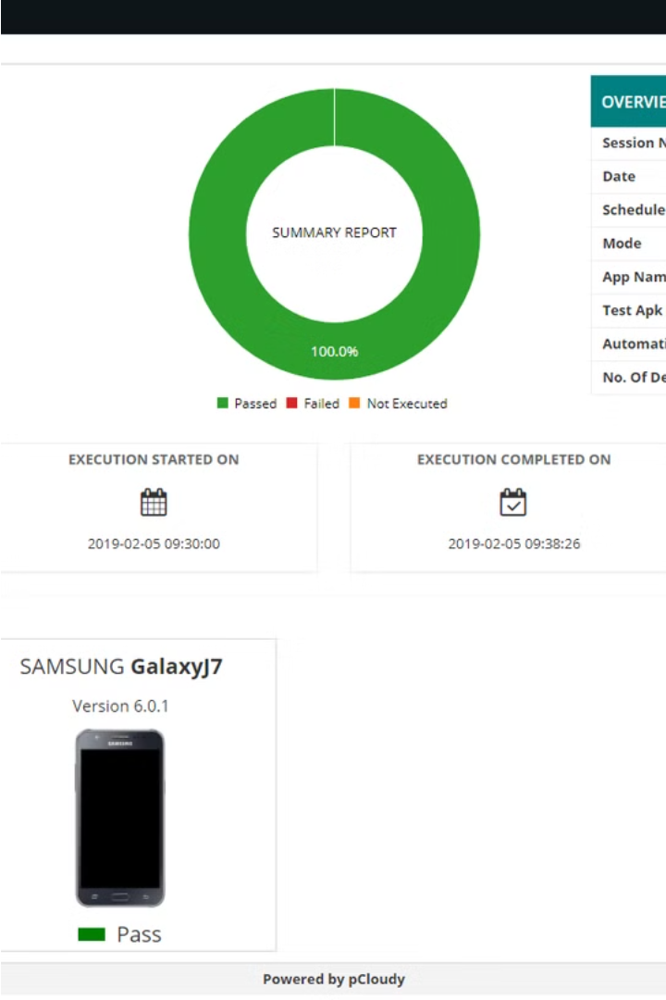 SUMMARY REPORT
100.0%
Passed Failed Not Executed
OVERVIE
Session N
Date
Schedule
Mode
App Nam
Test Apk
Automati
No. Of De
EXECUTION STARTED ON
2019-02-05 09:30:00
EXECUTION COMPLETED ON
2019-02-05 09:38:26
SAMSUNG GalaxyJ7
Version 6.0.1
SAMSUNG
Pass
Powered by pCloudy